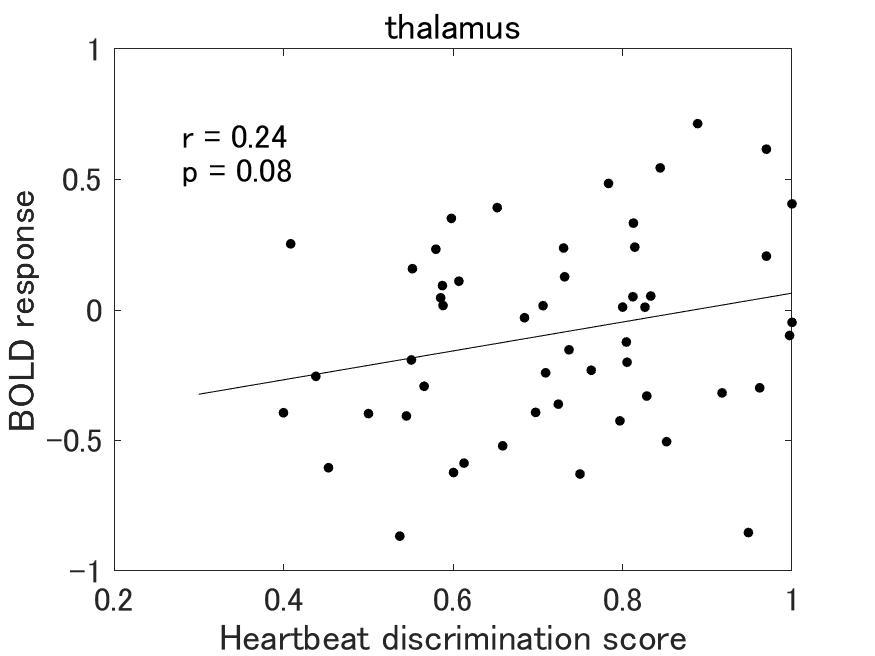 thalamus
1
r = 0.24
p = 0.08
0.5
0
−0.5
−1
BOLD response
0.2 0.4 0.6 0.8 1
Heartbeat discrimination score